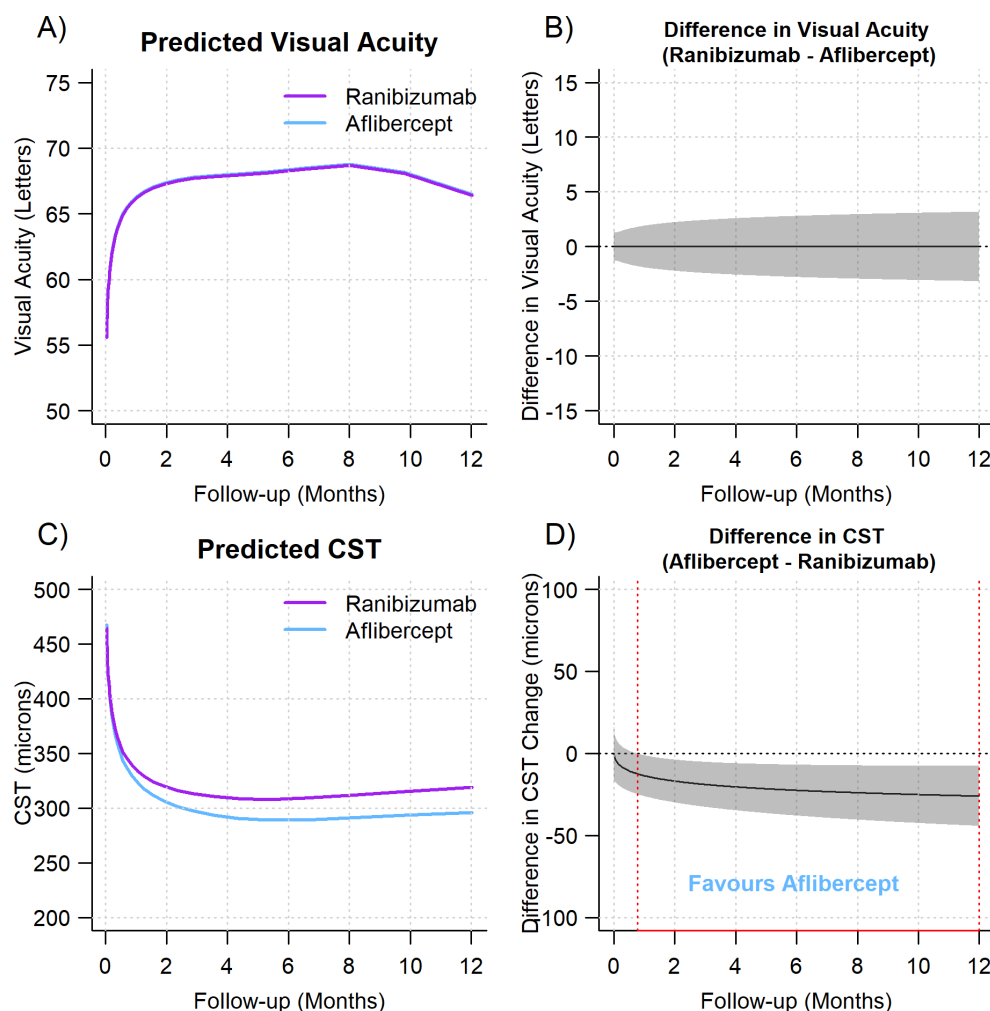 A)
Predicted Visual Acuity
Ranibizumab
Aflibercept
Visual Acuity (Letters)
75
70
65
60
55
50
0 2 4 6 8 10 12
Follow-up (Months)
B)
Difference in Visual Acuity
(Ranibizumab - Aflibercept)
Difference in Visual Acuity (Letters)
15
10
5
0
-5
-10
-15
0 2 4 6 8 10 12
Follow-up (Months)
C)
Predicted CST
Ranibizumab
Aflibercept
CST (microns)
500
450
400
350
300
250
200
0 2 4 6 8 10 12
Follow-up (Months)
D)
Difference in CST
(Aflibercept - Ranibizumab)
Difference in CST Change (microns)
100
50
0
-50
-100
Favours Aflibercept
0 2 4 6 8 10 12
Follow-up (Months)